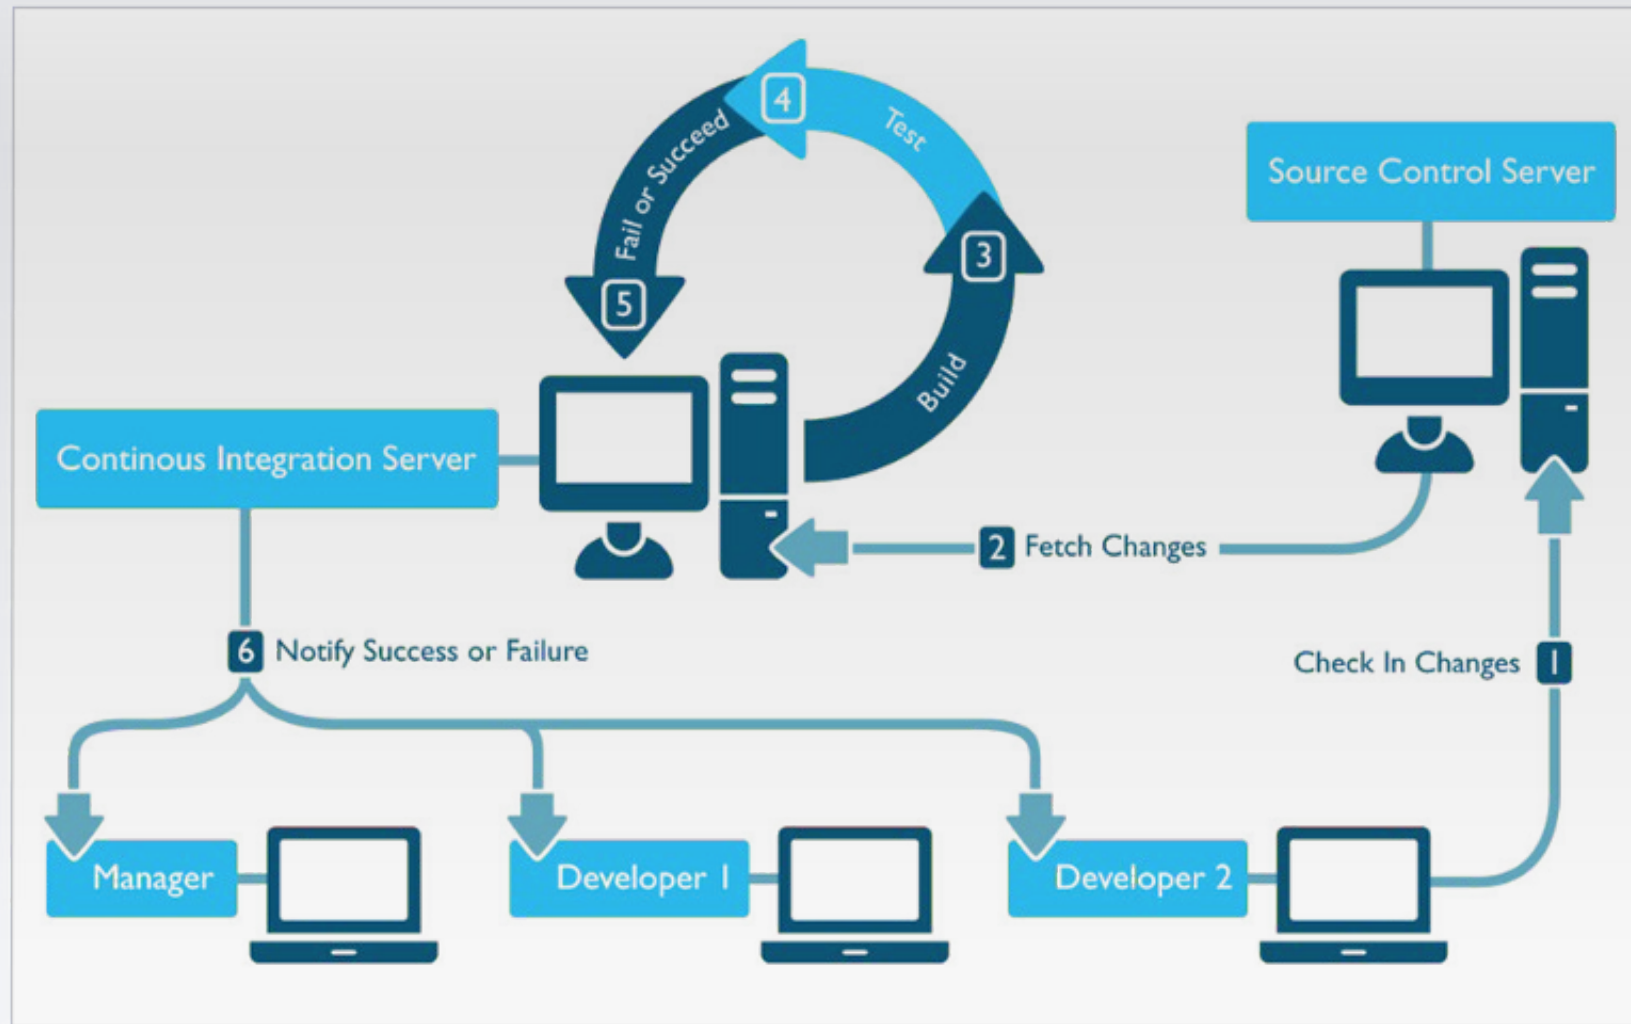 4
Test
Fail or Succeed
3
5
Build
Source Control Server
Continous Integration Server
2 Fetch Changes
6 Notify Success or Failure
Check In Changes 1
Manager
Developer 1
Developer 2